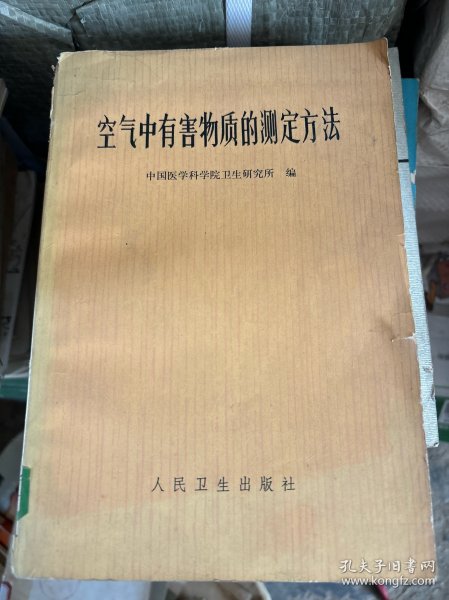 空气中有害物质的测定方法
中国医学科学院卫生研究所 编
人民卫生出版社
孔夫子旧书网
www.kongfz.com